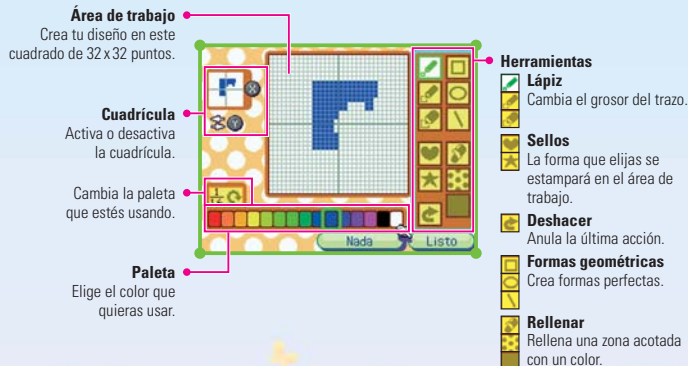 Área de trabajo
Crea tu diseño en este
cuadrado de 32 x 32 puntos.
Cuadrícula
Activa o desactiva
la cuadrícula.
Cambia la paleta
que estés usando.
Paleta
Elige el color que
quieras usar.
X
Y
1/2
Nada
Listo
Herramientas
Lápiz
Cambia el grosor del trazo.
Sellos
La forma que elijas se
estampará en el área de
trabajo.
Deshacer
Anula la última acción.
Formas geométricas
Crea formas perfectas.
Rellenar
Rellena una zona acotada
con un color.